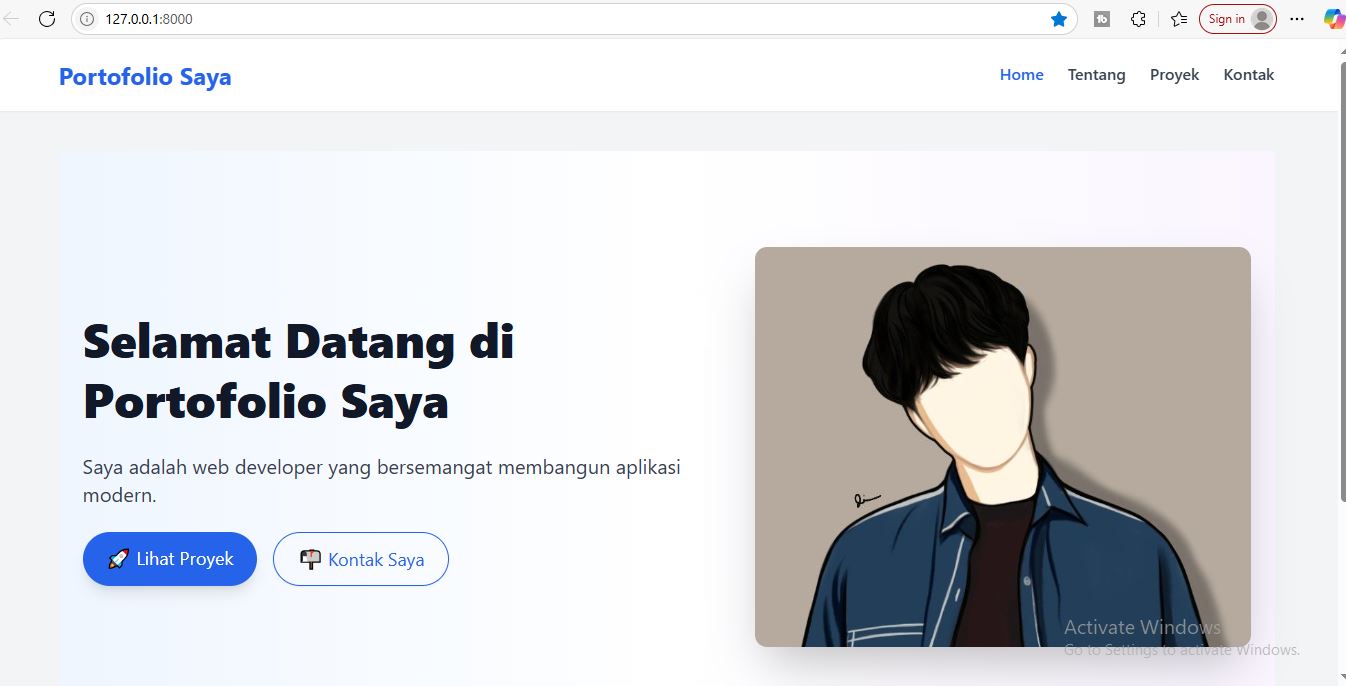 127.0.0.1:8000
Sign in
Portofolio Saya
Home Tentang Proyek Kontak
Selamat Datang di
Portofolio Saya
Saya adalah web developer yang bersemangat membangun aplikasi
modern.
🚀 Lihat Proyek 📬 Kontak Saya
Activate Windows
Go to Settings to activate Windows.